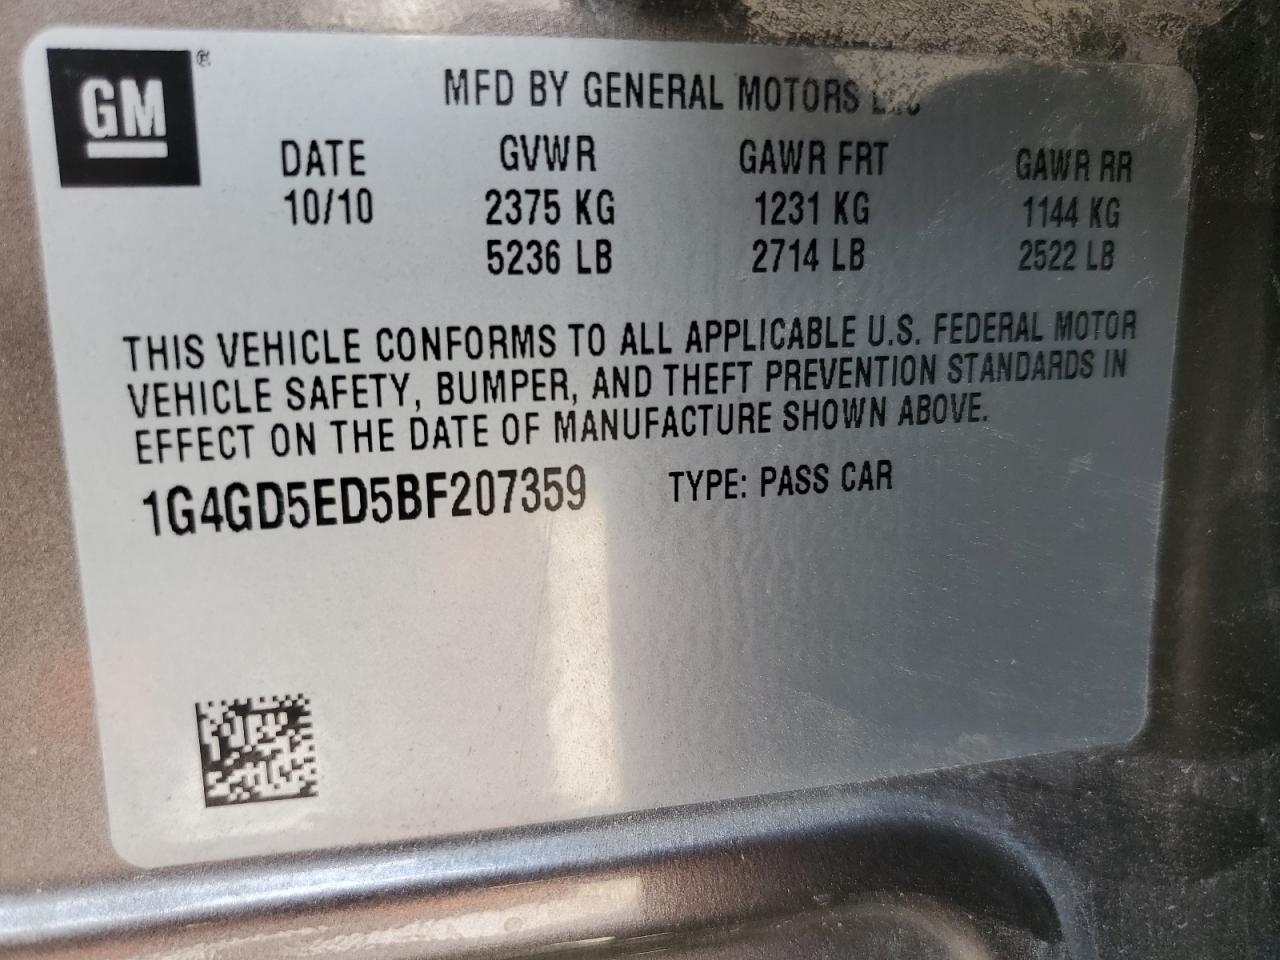 GM ®
MFD BY GENERAL MOTORS LLC
DATE GVWR GAWR FRT GAWR RR
10/10 2375 KG 1231 KG 1144 KG
5236 LB 2714 LB 2522 LB
THIS VEHICLE CONFORMS TO ALL APPLICABLE U.S. FEDERAL MOTOR
VEHICLE SAFETY, BUMPER, AND THEFT PREVENTION STANDARDS IN
EFFECT ON THE DATE OF MANUFACTURE SHOWN ABOVE.
1G4GD5ED5BF207359 TYPE: PASS CAR